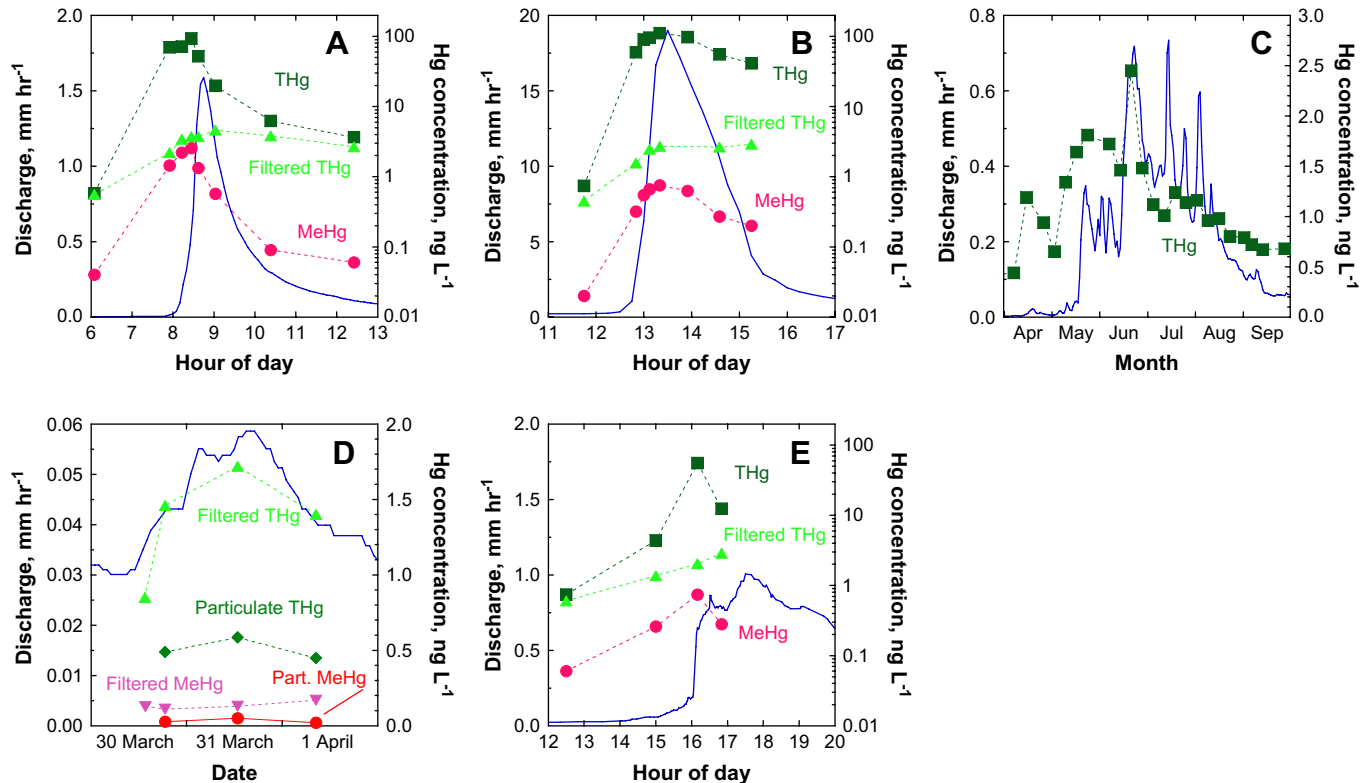 A
Discharge, mm hr-1
2.0
1.5
1.0
0.5
0.0
THg
Filtered THg
MeHg
100
10
1
0.1
0.01
Hg concentration, ng L-1
6 7 8 9 10 11 12 13
Hour of day
B
Discharge, mm hr-1
20
15
10
5
0
THg
Filtered THg
MeHg
100
10
1
0.1
0.01
Hg concentration, ng L-1
11 12 13 14 15 16 17
Hour of day
C
Discharge, mm hr-1
0.8
0.6
0.4
0.2
0.0
THg
3.0
2.5
2.0
1.5
1.0
0.5
0.0
Hg concentration, ng L-1
Apr May Jun Jul Aug Sep
Month
D
Discharge, mm hr-1
0.06
0.05
0.04
0.03
0.02
0.01
0.00
Filtered THg
Particulate THg
Filtered MeHg
Part. MeHg
2.0
1.5
1.0
0.5
0.0
Hg concentration, ng L-1
30 March 31 March 1 April
Date
E
Discharge, mm hr-1
2.0
1.5
1.0
0.5
0.0
THg
Filtered THg
MeHg
100
10
1
0.1
0.01
Hg concentration, ng L-1
12 13 14 15 16 17 18 19 20
Hour of day